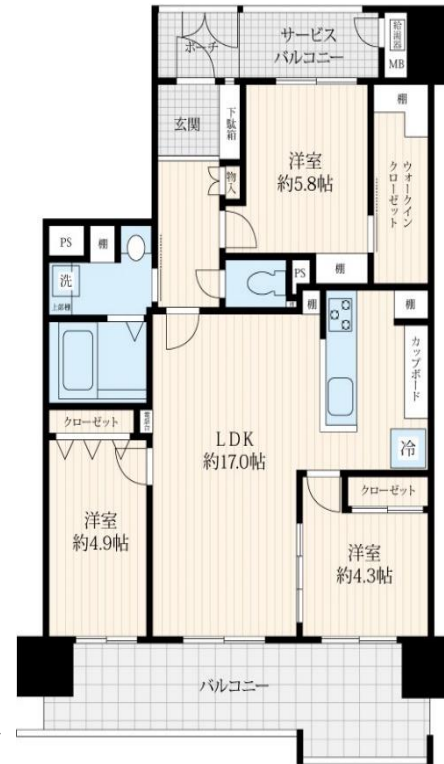 サービス
バルコニー
ポーチ
給湯器
MB
玄関
下駄箱
物入
洋室
約5.8帖
棚
ウォークイン
クローゼット
PS
棚
洗
上部棚
PS
棚
棚
棚
棚
カップボード
冷
LDK
約17.0帖
クローゼット
洋室
約4.9帖
クローゼット
洋室
約4.3帖
バルコニー